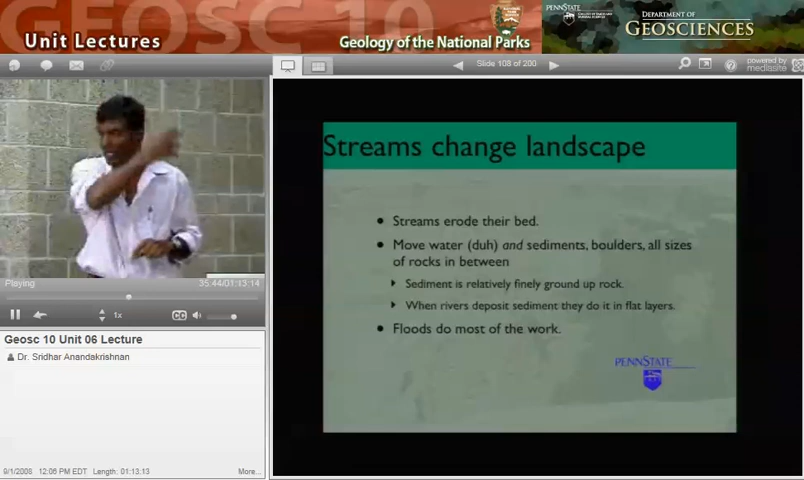 GEOSC 10
Unit Lectures
Geology of the National Parks
PENNSTATE
DEPARTMENT OF
GEOSCIENCES
Slide 108 of 200
powered by
mediasite
Streams change landscape
• Streams erode their bed.
• Move water (duh) and sediments, boulders, all sizes
of rocks in between
Sediment is relatively finely ground up rock.
When rivers deposit sediment they do it in flat layers.
• Floods do most of the work.
PENNSTATE
Playing
35:44/01:13:14
1x
CC
Geosc 10 Unit 06 Lecture
Dr. Sridhar Anandakrishnan
9/1/2008 12:06 PM EDT Length: 01:13:13
More...